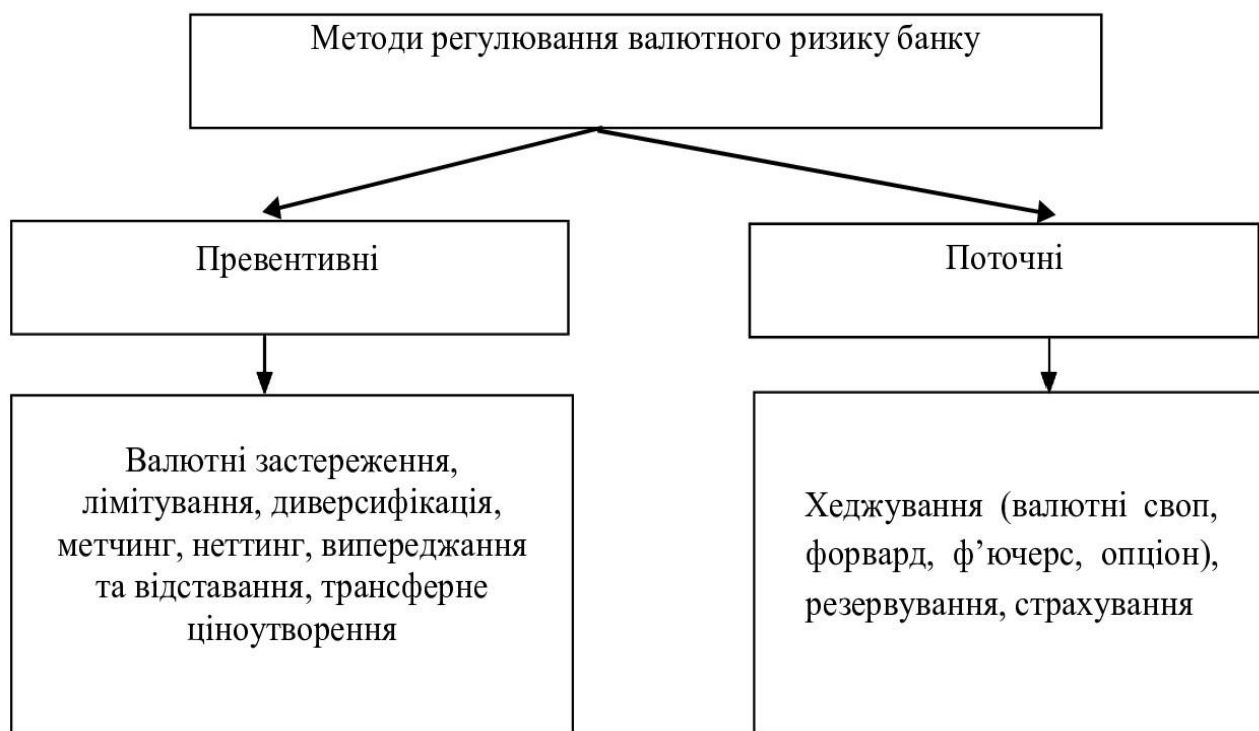 Методи регулювання валютного ризику банку
Превентивні
Поточні
Валютні застереження,
лімітування, диверсифікація,
метчинг, неттинг, випереджання
та відставання, трансферне
ціноутворення
Хеджування (валютні своп,
форвард, ф’ючерс, опціон),
резервування, страхування